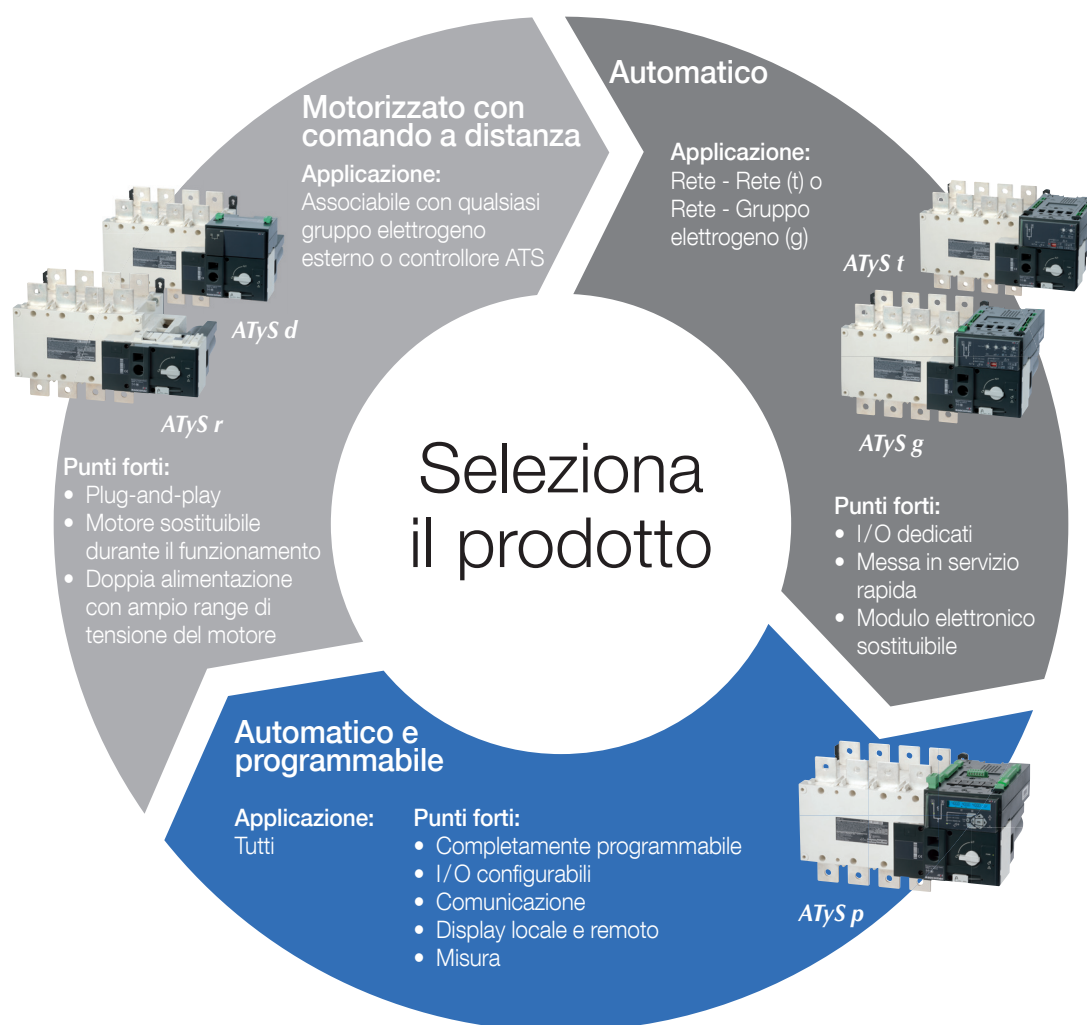 Motorizzato con
comando a distanza
Applicazione:
Associabile con qualsiasi
gruppo elettrogeno
esterno o controllore ATS
ATyS d
ATyS r
Punti forti:
• Plug-and-play
• Motore sostituibile
durante il funzionamento
• Doppia alimentazione
con ampio range di
tensione del motore
Automatico
Applicazione:
Rete - Rete (t) o
Rete - Gruppo
elettrogeno (g)
ATyS t
ATyS g
Punti forti:
• I/O dedicati
• Messa in servizio
rapida
• Modulo elettronico
sostituibile
Seleziona
il prodotto
Automatico e
programmabile
Applicazione:
Tutti
Punti forti:
• Completamente programmabile
• I/O configurabili
• Comunicazione
• Display locale e remoto
• Misura
ATyS p